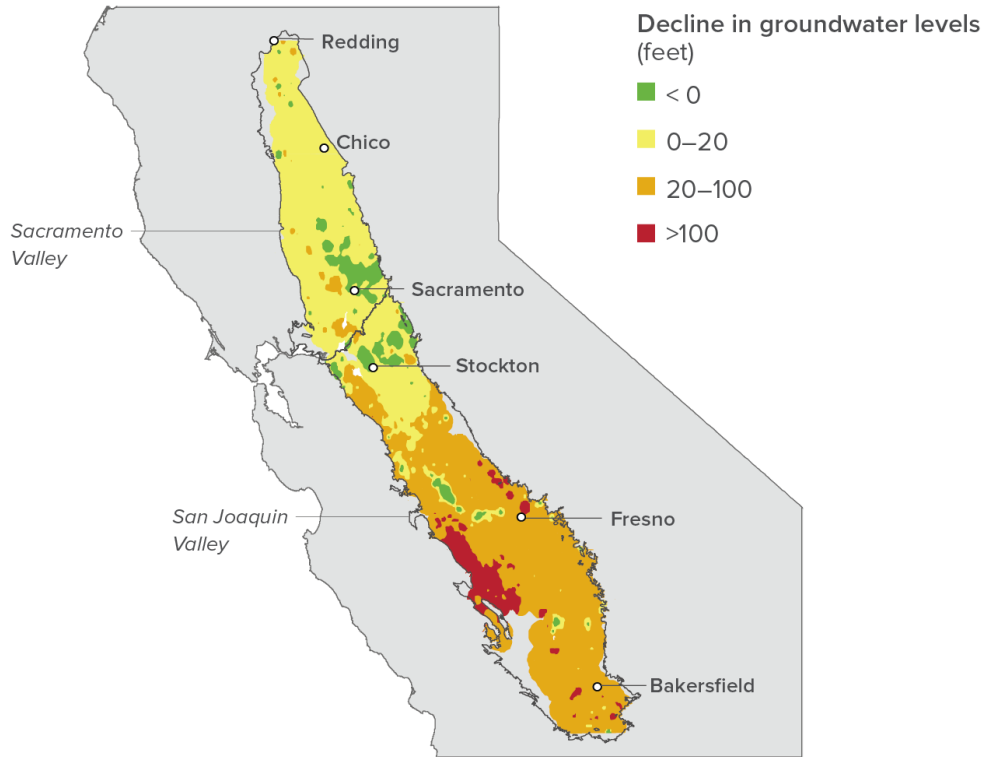 Decline in groundwater levels
(feet)
< 0
0–20
20–100
>100
Redding
Chico
Sacramento
Valley
Sacramento
Stockton
San Joaquin
Valley
Fresno
Bakersfield